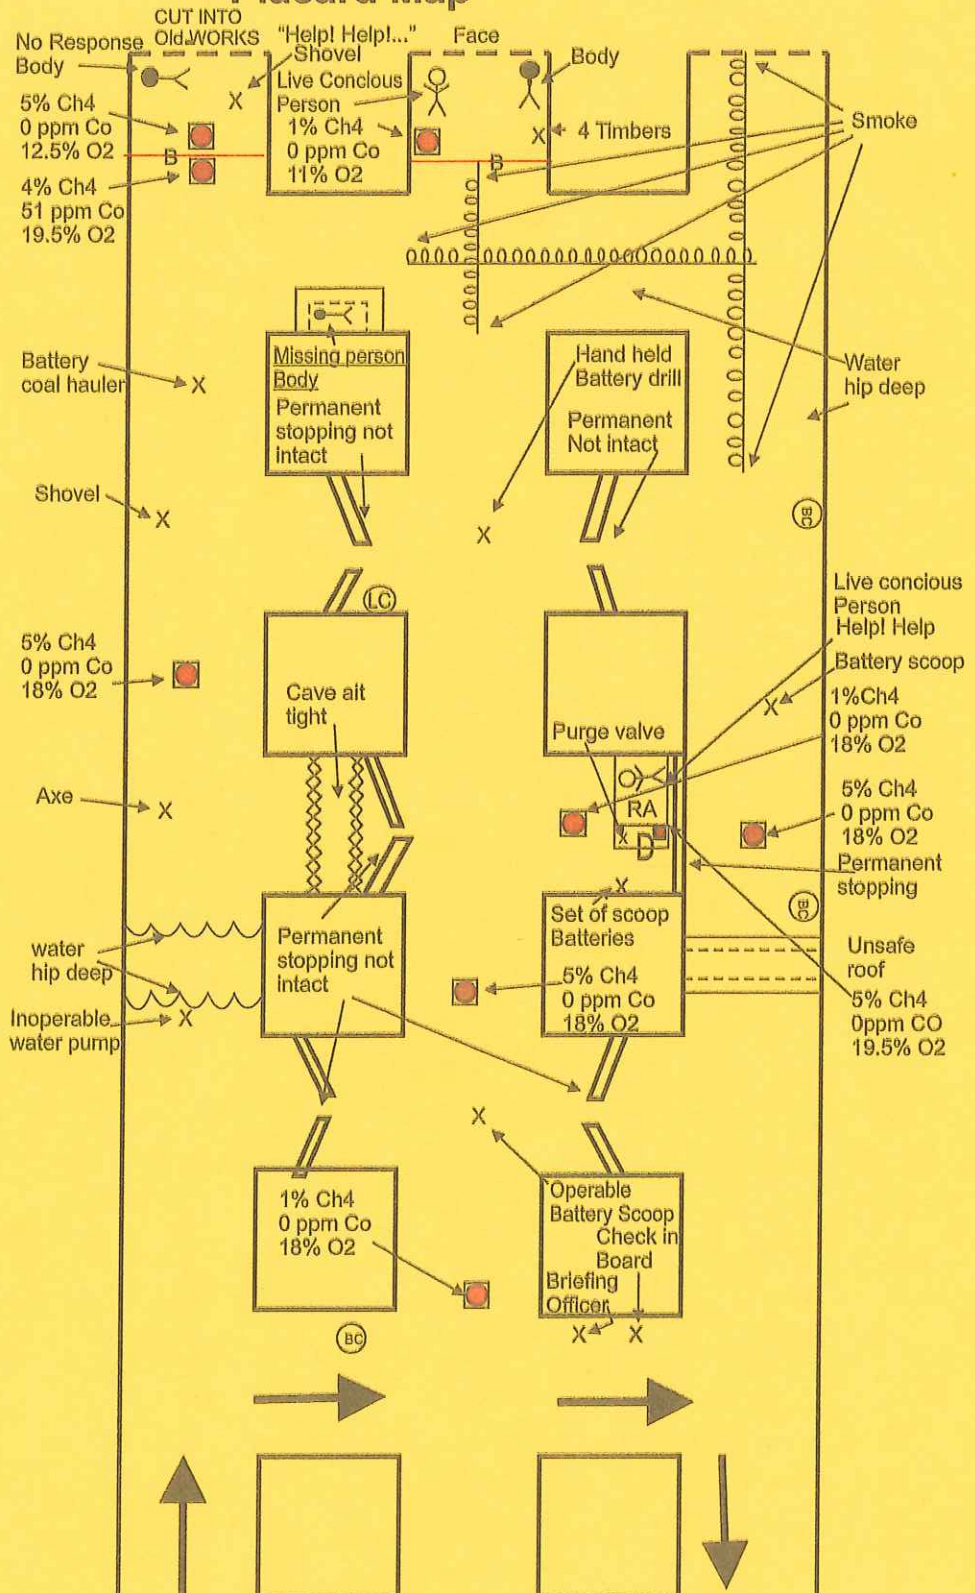 Placard Map
CUT INTO
Old WORKS
No Response
Body
"Help! Help!..."
Shovel
Face
Body
Live Concious
Person
5% Ch4
0 ppm Co
12.5% O2
1% Ch4
0 ppm Co
11% O2
4 Timbers
Smoke
B
B
4% Ch4
51 ppm Co
19.5% O2
Battery
coal hauler
Missing person
Body
Permanent
stopping not
intact
Hand held
Battery drill
Permanent
Not intact
Water
hip deep
Shovel
X
X
X
X
X
BC
LC
Live concious
Person
Help! Help
Battery scoop
X
5% Ch4
0 ppm Co
18% O2
Cave ait
tight
Purge valve
1%Ch4
0 ppm Co
18% O2
Axe
X
RA
X
D
5% Ch4
0 ppm Co
18% O2
Permanent
stopping
X
BC
water
hip deep
Permanent
stopping not
intact
Set of scoop
Batteries
5% Ch4
0 ppm Co
18% O2
Unsafe
roof
5% Ch4
0ppm CO
19.5% O2
Inoperable
water pump
X
X
1% Ch4
0 ppm Co
18% O2
Operable
Battery Scoop
Check in
Board
Briefing
Officer
X
X
BC